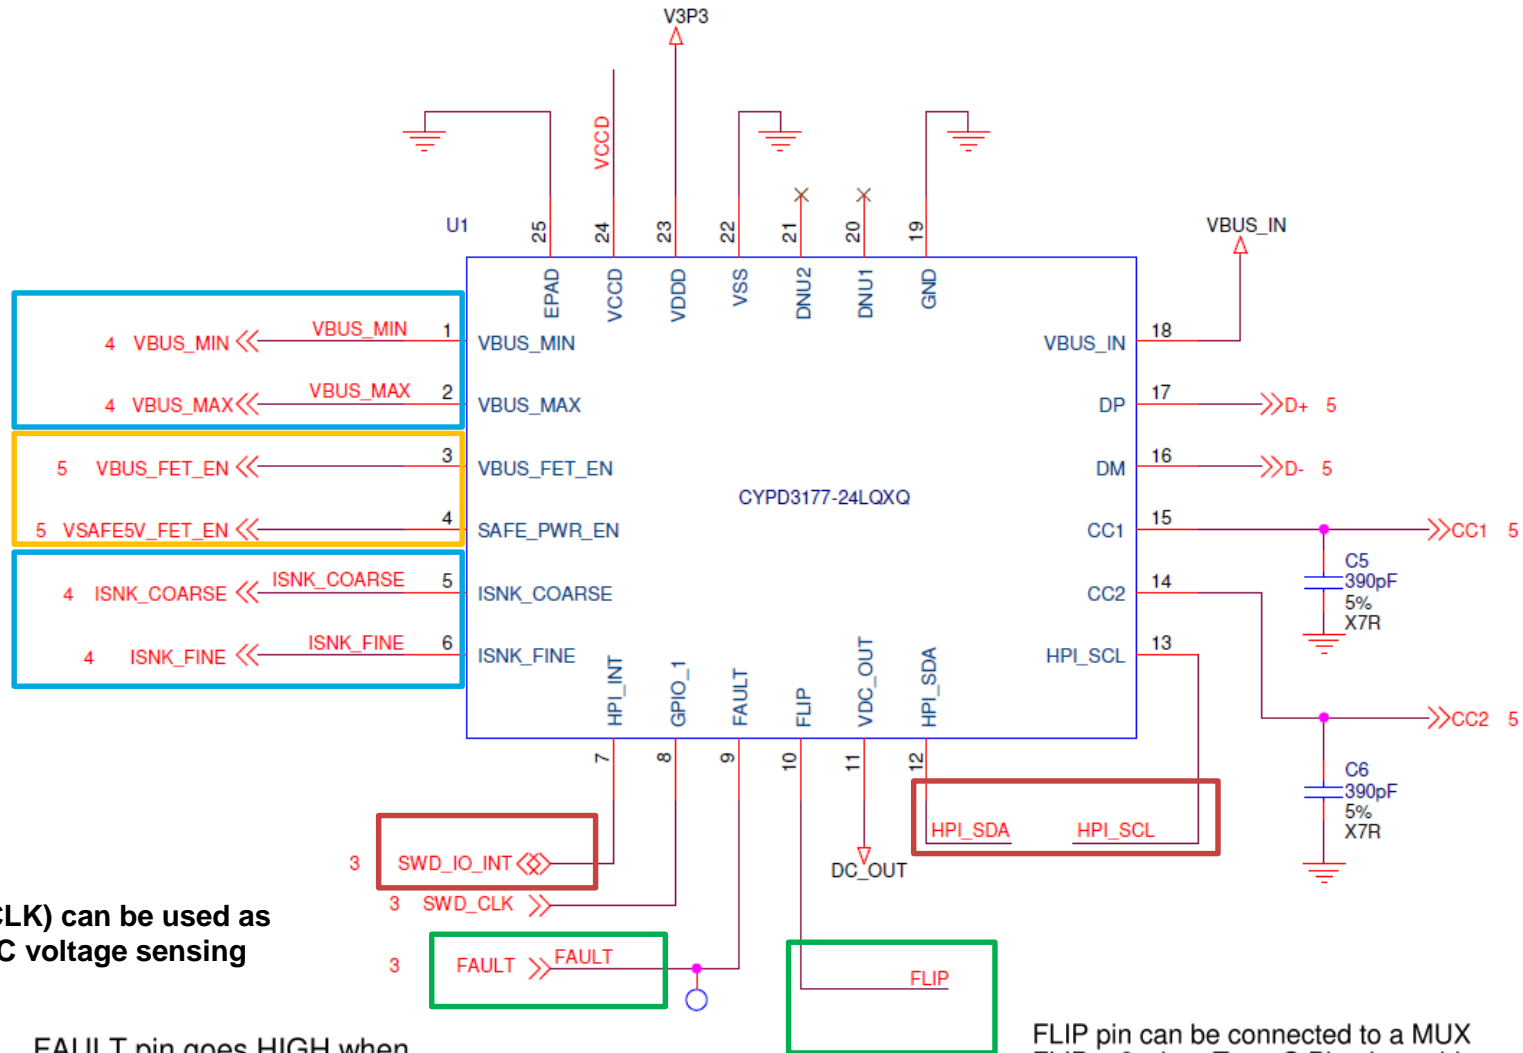 V3P3
VCCD
U1
25
24
23
22
21
20
19
VBUS_IN
EPAD
VCCD
VDDD
VSS
DNU2
DNU1
GND
4 VBUS_MIN VBUS_MIN 1 VBUS_MIN
VBUS_IN 18
4 VBUS_MAX VBUS_MAX 2 VBUS_MAX
DP 17 D+ 5
5 VBUS_FET_EN 3 VBUS_FET_EN
DM 16 D- 5
CYPD3177-24LQXQ
5 VSAFE5V_FET_EN 4 SAFE_PWR_EN
CC1 15 CC1 5
C5
390pF
5%
X7R
4 ISNK_COARSE ISNK_COARSE 5 ISNK_COARSE
CC2 14
4 ISNK_FINE ISNK_FINE 6 ISNK_FINE
HPI_SCL 13
HPI_INT
GPIO_1
FAULT
FLIP
VDC_OUT
HPI_SDA
CC2 5
7
8
9
10
11
12
C6
390pF
5%
X7R
HPI_SDA HPI_SCL
3 SWD_IO_INT
DC_OUT
3 SWD_CLK
CLK) can be used as
C voltage sensing
3 FAULT FAULT
FLIP
FAULT pin goes HIGH when
FLIP pin can be connected to a MUX